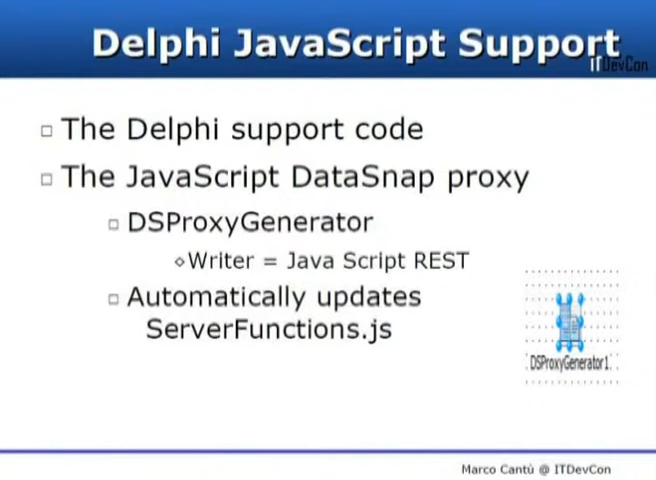 Delphi JavaScript Support
ITDevCon
The Delphi support code
The JavaScript DataSnap proxy
DSProxyGenerator
Writer = Java Script REST
Automatically updates
ServerFunctions.js
DSProxyGenerator1
Marco Cantù @ ITDevCon